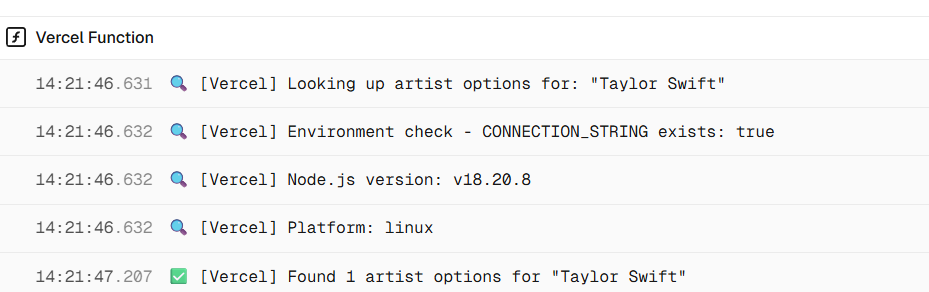 Vercel Function
14:21:46.631 🔍 [Vercel] Looking up artist options for: "Taylor Swift"
14:21:46.632 🔍 [Vercel] Environment check - CONNECTION_STRING exists: true
14:21:46.632 🔍 [Vercel] Node.js version: v18.20.8
14:21:46.632 🔍 [Vercel] Platform: linux
14:21:47.207 ✅ [Vercel] Found 1 artist options for "Taylor Swift"